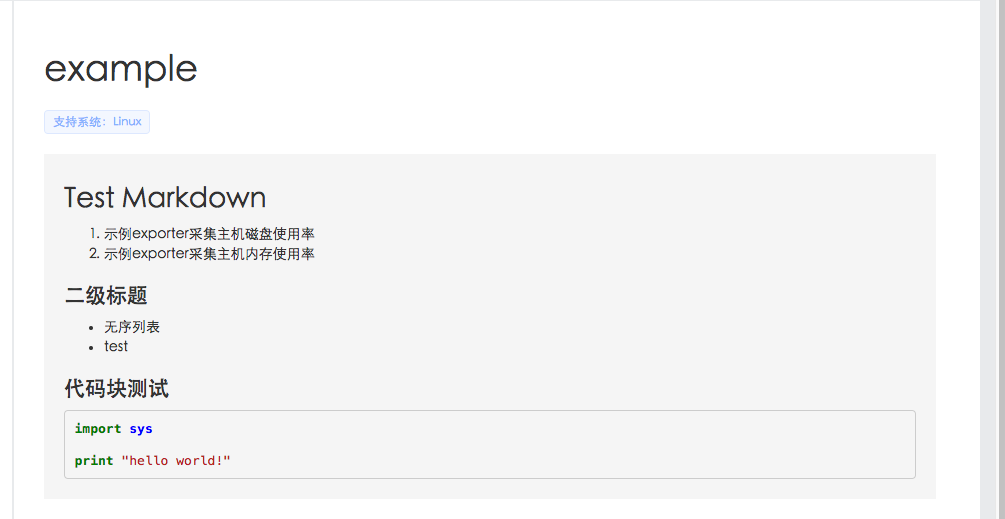 example
支持系统：Linux
Test Markdown
1. 示例exporter采集主机磁盘使用率
2. 示例exporter采集主机内存使用率
二级标题
• 无序列表
• test
代码块测试
import sys
print "hello world!"